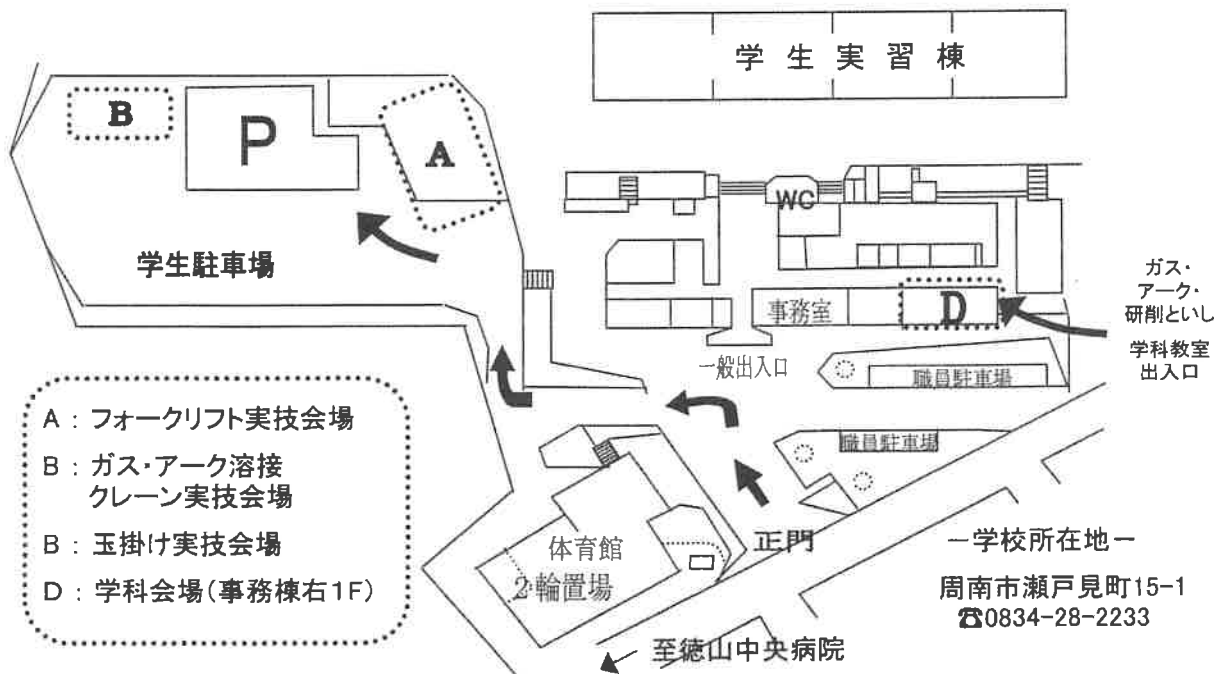 学生実習棟
B
P
A
WC
学生駐車場
事務室
D
ガス・
アーク・
研削といし
学科教室
出入口
一般出入口
職員駐車場
職員駐車場
A : フォークリフト実技会場
B : ガス・アーク溶接
クレーン実技会場
B : 玉掛け実技会場
D : 学科会場(事務棟右1F)
体育館
2輪置場
正門
－学校所在地－
周南市瀬戸見町15-1
☎0834-28-2233
至徳山中央病院